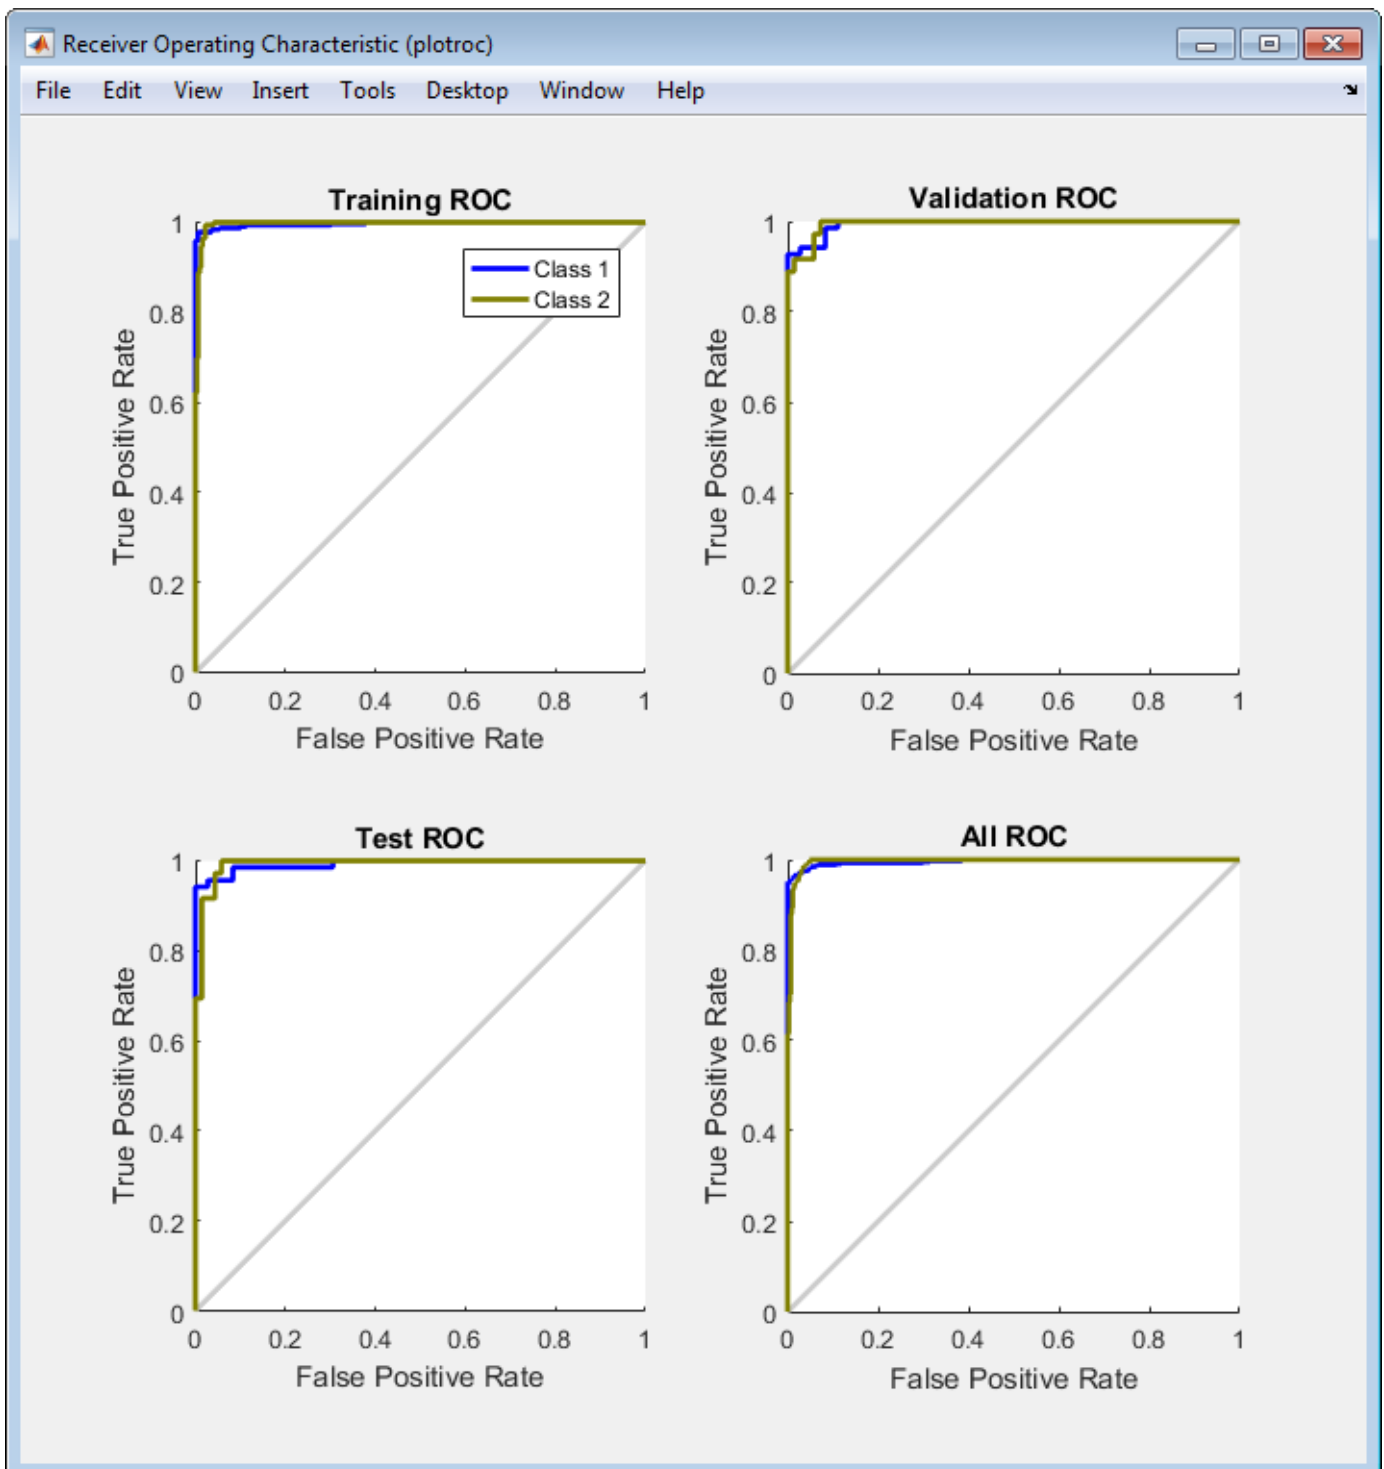 Receiver Operating Characteristic (plotroc)
File Edit View Insert Tools Desktop Window Help
Training ROC
1
0.8
0.6
0.4
0.2
0
True Positive Rate
Class 1
Class 2
0 0.2 0.4 0.6 0.8 1
False Positive Rate
Validation ROC
1
0.8
0.6
0.4
0.2
0
True Positive Rate
0 0.2 0.4 0.6 0.8 1
False Positive Rate
Test ROC
1
0.8
0.6
0.4
0.2
0
True Positive Rate
0 0.2 0.4 0.6 0.8 1
False Positive Rate
All ROC
1
0.8
0.6
0.4
0.2
0
True Positive Rate
0 0.2 0.4 0.6 0.8 1
False Positive Rate